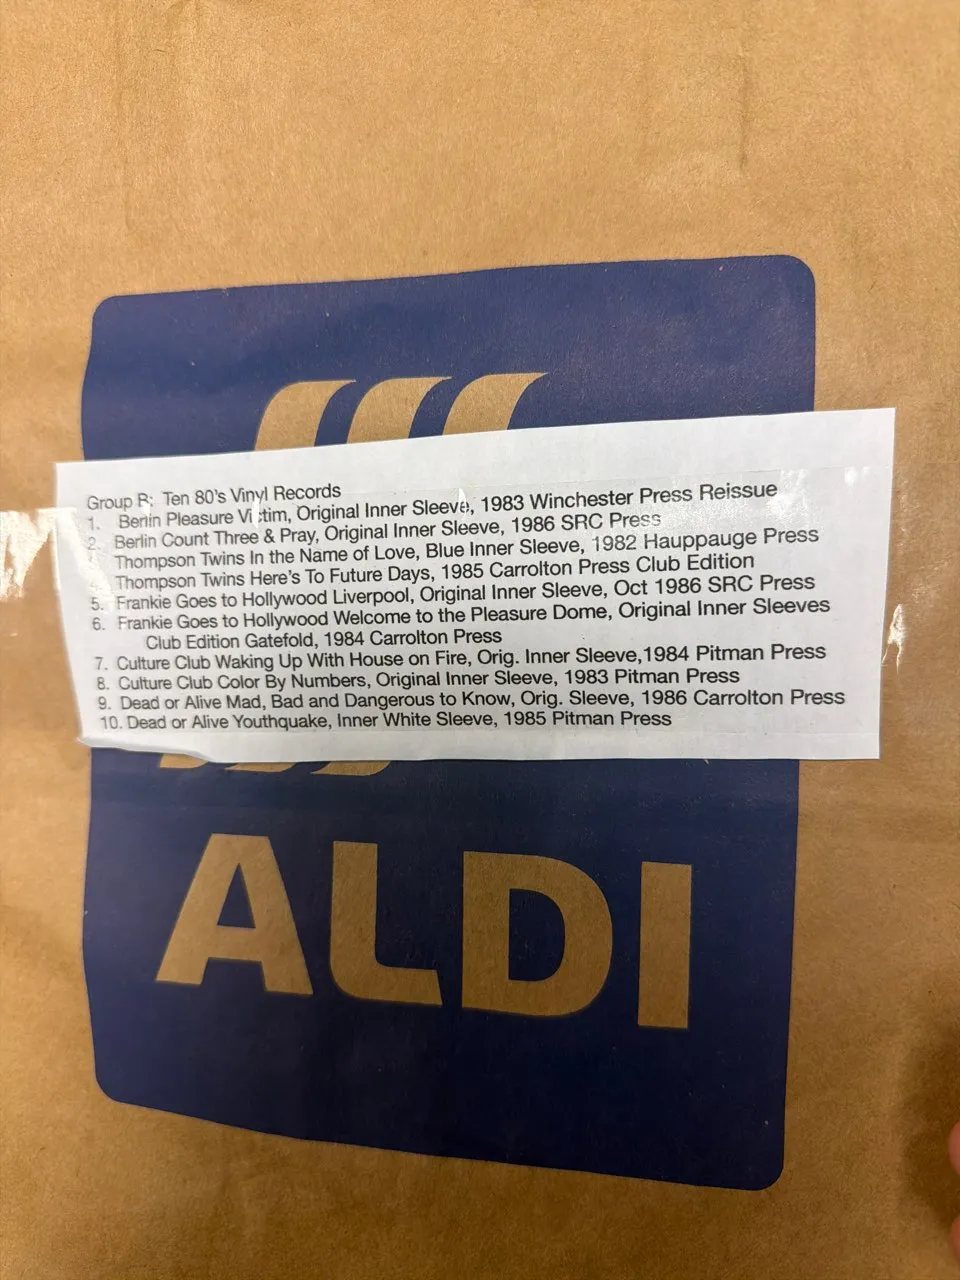 Group B: Ten 80's Vinyl Records
1. Berlin Pleasure Victim, Original Inner Sleeve, 1983 Winchester Press Reissue
2. Berlin Count Three & Pray, Original Inner Sleeve, 1986 SRC Press
Thompson Twins In the Name of Love, Blue Inner Sleeve, 1982 Hauppauge Press
Thompson Twins Here's To Future Days, 1985 Carrolton Press Club Edition
5. Frankie Goes to Hollywood Liverpool, Original Inner Sleeve, Oct 1986 SRC Press
6. Frankie Goes to Hollywood Welcome to the Pleasure Dome, Original Inner Sleeves
Club Edition Gatefold, 1984 Carrolton Press
7. Culture Club Waking Up With House on Fire, Orig. Inner Sleeve,1984 Pitman Press
8. Culture Club Color By Numbers, Original Inner Sleeve, 1983 Pitman Press
9. Dead or Alive Mad, Bad and Dangerous to Know, Orig. Sleeve, 1986 Carrolton Press
10. Dead or Alive Youthquake, Inner White Sleeve, 1985 Pitman Press
ALDI